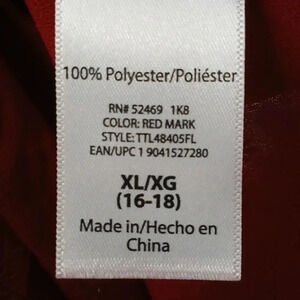 100% Polyester/Poliéster
RN# 52469 1K8
COLOR: RED MARK
STYLE: TTL48405FL
EAN/UPC 1 9041527280
XL/XG
(16-18)
Made in/Hecho en
China